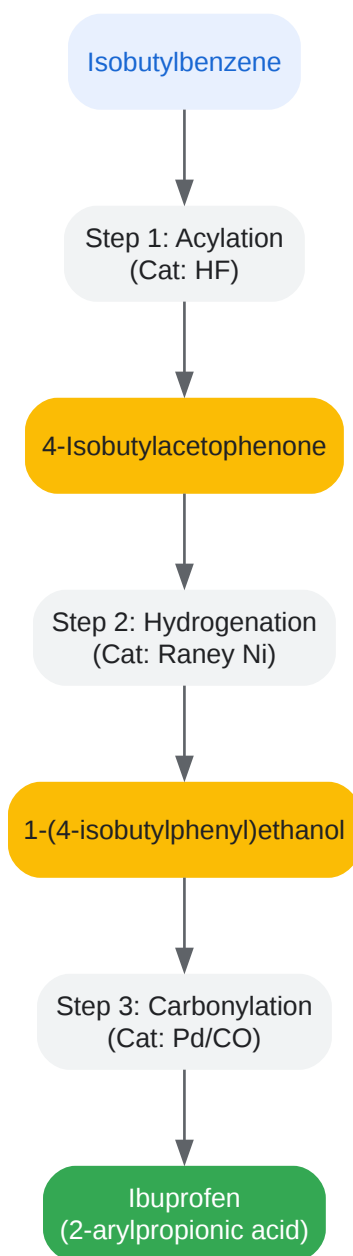 Isobutylbenzene
Step 1: Acylation
(Cat: HF)
4-Isobutylacetophenone
Step 2: Hydrogenation
(Cat: Raney Ni)
1-(4-isobutylphenyl)ethanol
Step 3: Carbonylation
(Cat: Pd/CO)
Ibuprofen
(2-arylpropionic acid)